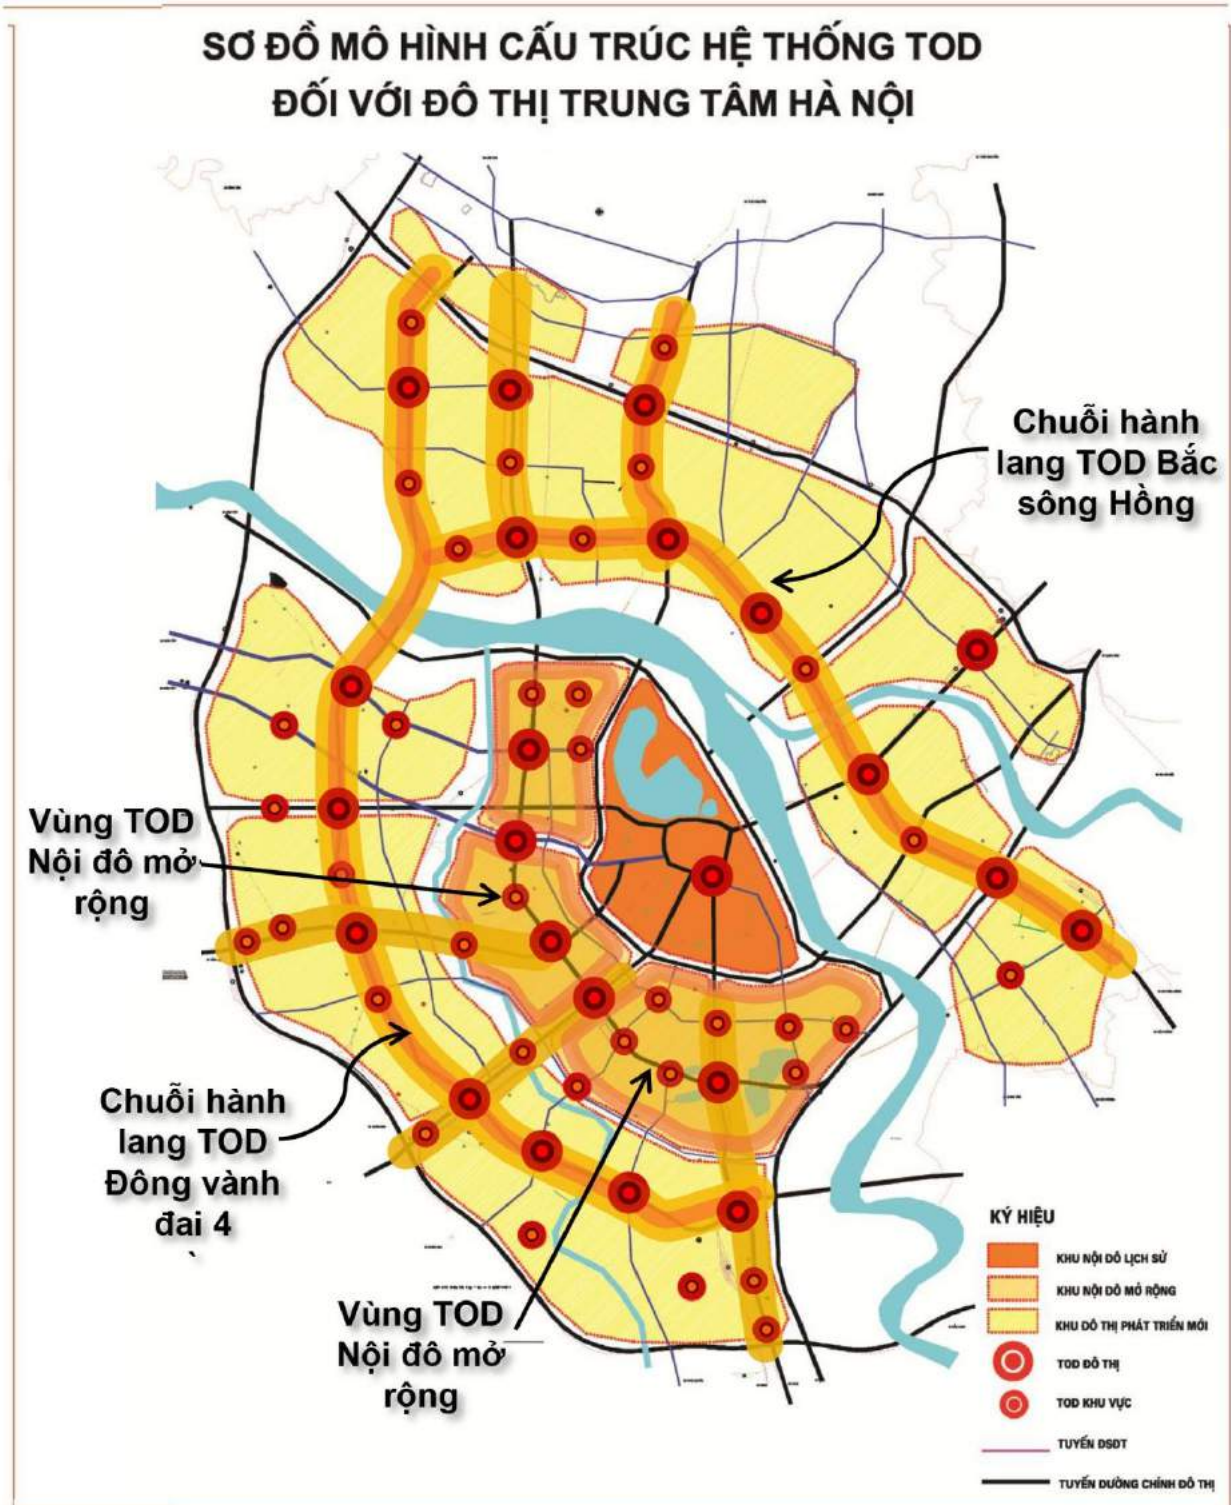 SƠ ĐỒ MÔ HÌNH CẤU TRÚC HỆ THỐNG TOD
ĐỐI VỚI ĐÔ THỊ TRUNG TÂM HÀ NỘI
Chuỗi hành
lang TOD Bắc
sông Hồng
Vùng TOD
Nội đô mở
rộng
Chuỗi hành
lang TOD
Đông vành
đai 4
Vùng TOD
Nội đô mở
rộng
KÝ HIỆU
KHU NỘI ĐÔ LỊCH SỬ
KHU NỘI ĐÔ MỞ RỘNG
KHU ĐÔ THỊ PHÁT TRIỂN MỚI
TOD ĐÔ THỊ
TOD KHU VỰC
TUYẾN ĐSĐT
TUYẾN ĐƯỜNG CHÍNH ĐÔ THỊ